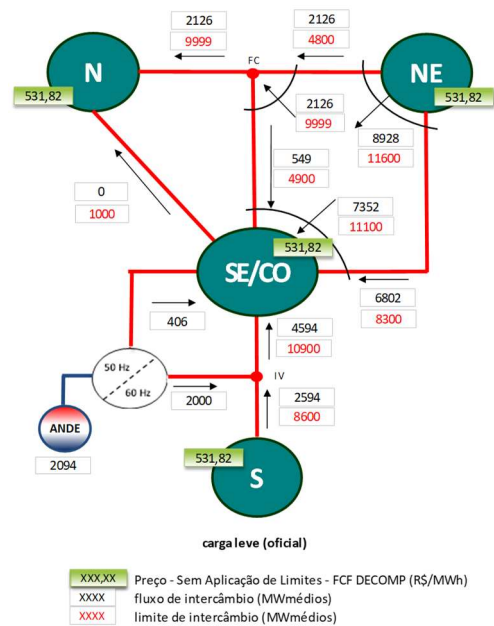 2126
9999
2126
4800
FC
N
NE
531,82
531,82
2126
9999
8928
11600
549
4900
0
1000
7352
11100
531,82
SE/CO
6802
8300
406
4594
10900
50 Hz
60 Hz
IV
2000
2594
8600
ANDE
2094
531,82
S
carga leve (oficial)
XXX,XX Preço - Sem Aplicação de Limites - FCF DECOMP (R$/MWh)
XXXX fluxo de intercâmbio (MWmédios)
XXXX limite de intercâmbio (MWmédios)